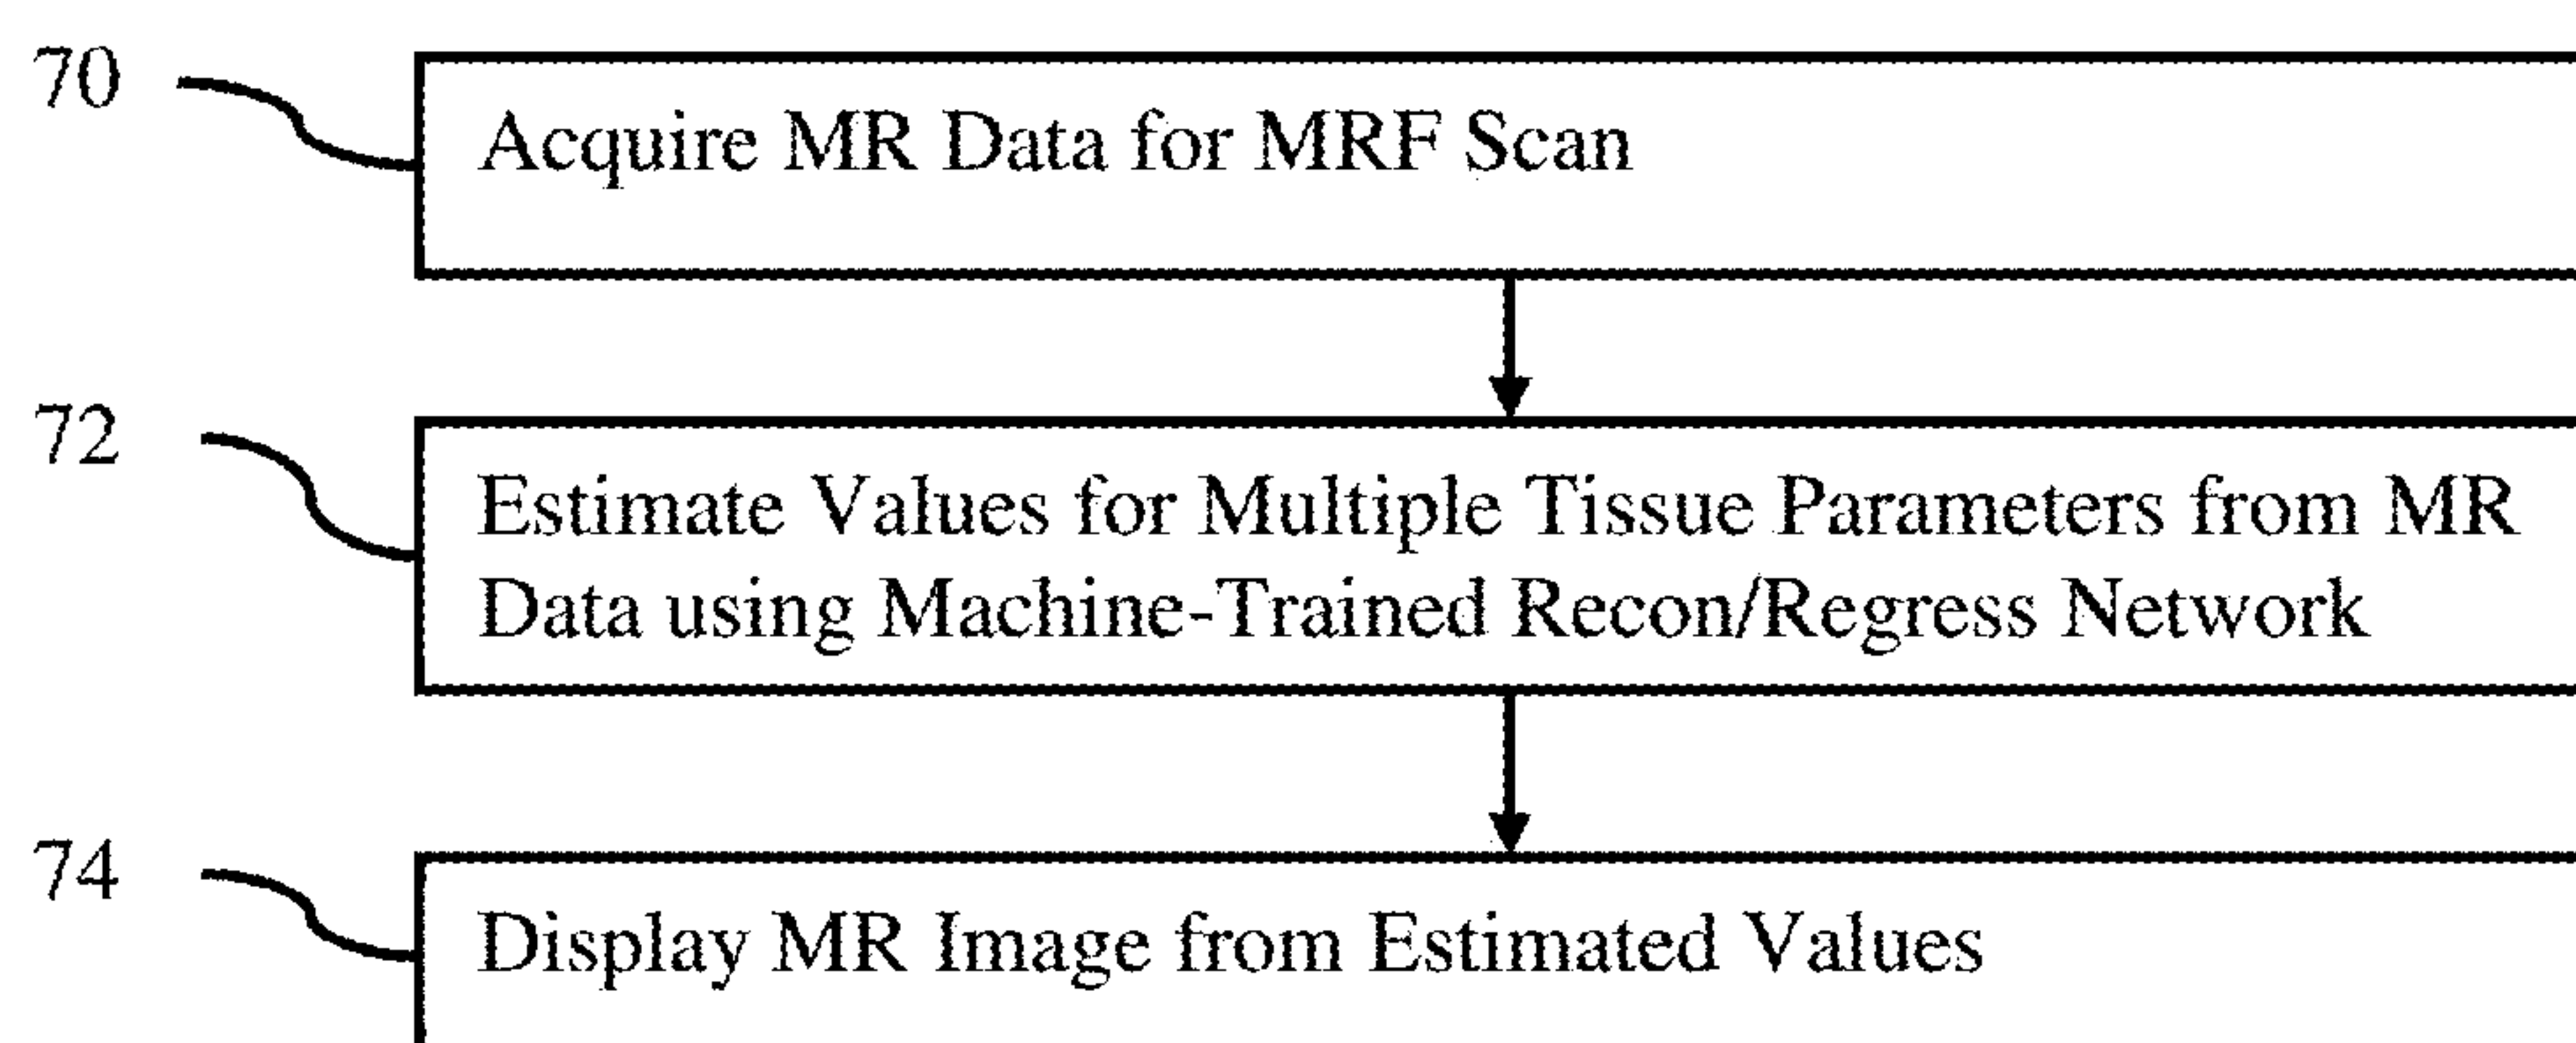 70
Acquire MR Data for MRF Scan
72
Estimate Values for Multiple Tissue Parameters from MR
Data using Machine-Trained Recon/Regress Network
74
Display MR Image from Estimated Values